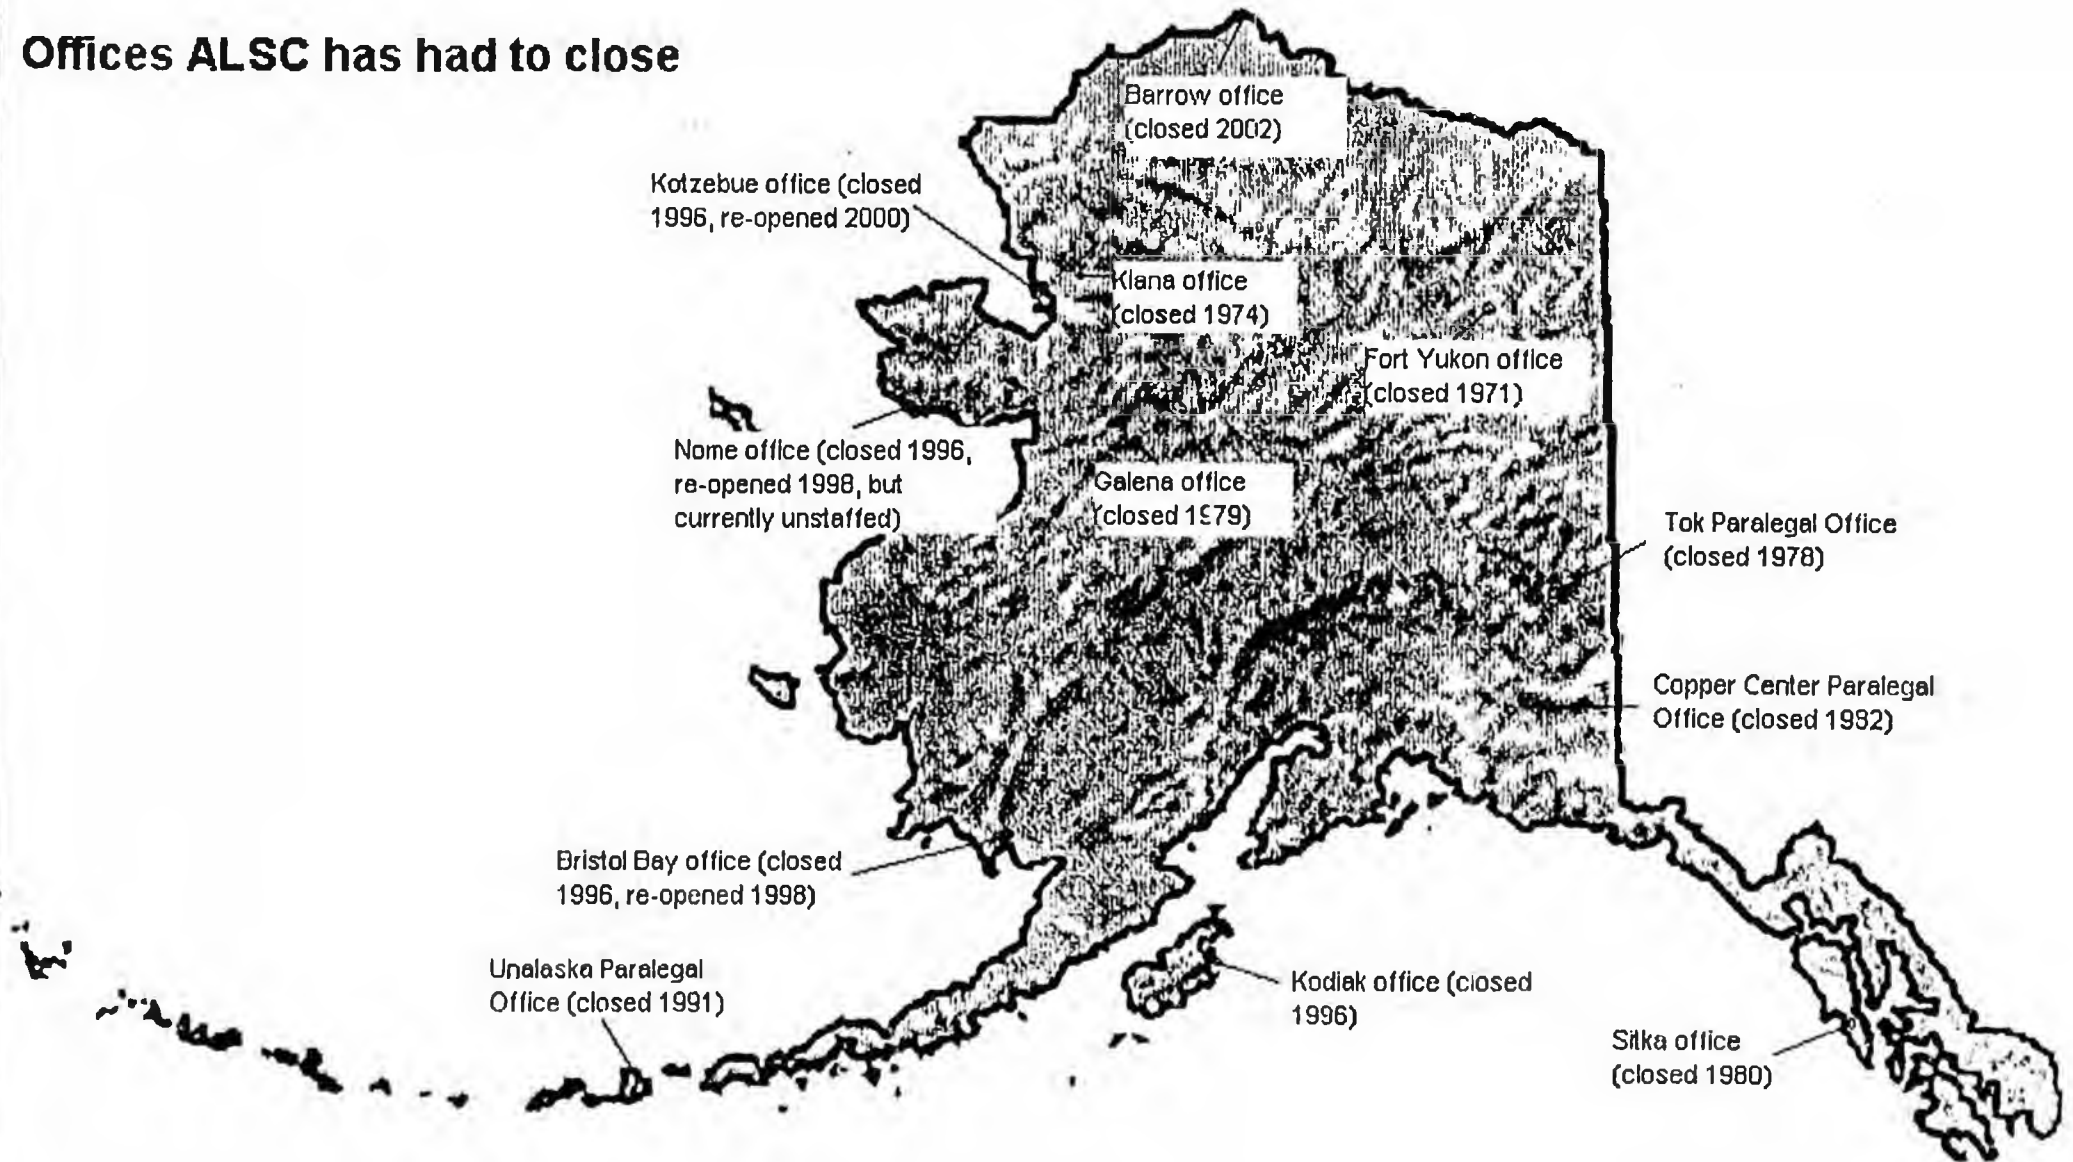 Offices ALSC has had to close
Barrow office
(closed 2002)
Kotzebue office (closed
1996, re-opened 2000)
Kiana office
(closed 1974)
Fort Yukon office
(closed 1971)
Nome office (closed 1996,
re-opened 1998, but
currently unstaffed)
Galena office
(closed 1979)
Tok Paralegal Office
(closed 1978)
Copper Center Paralegal
Office (closed 1982)
Bristol Bay office (closed
1996, re-opened 1998)
Unalaska Paralegal
Office (closed 1991)
Kodiak office (closed
1996)
Sitka office
(closed 1980)